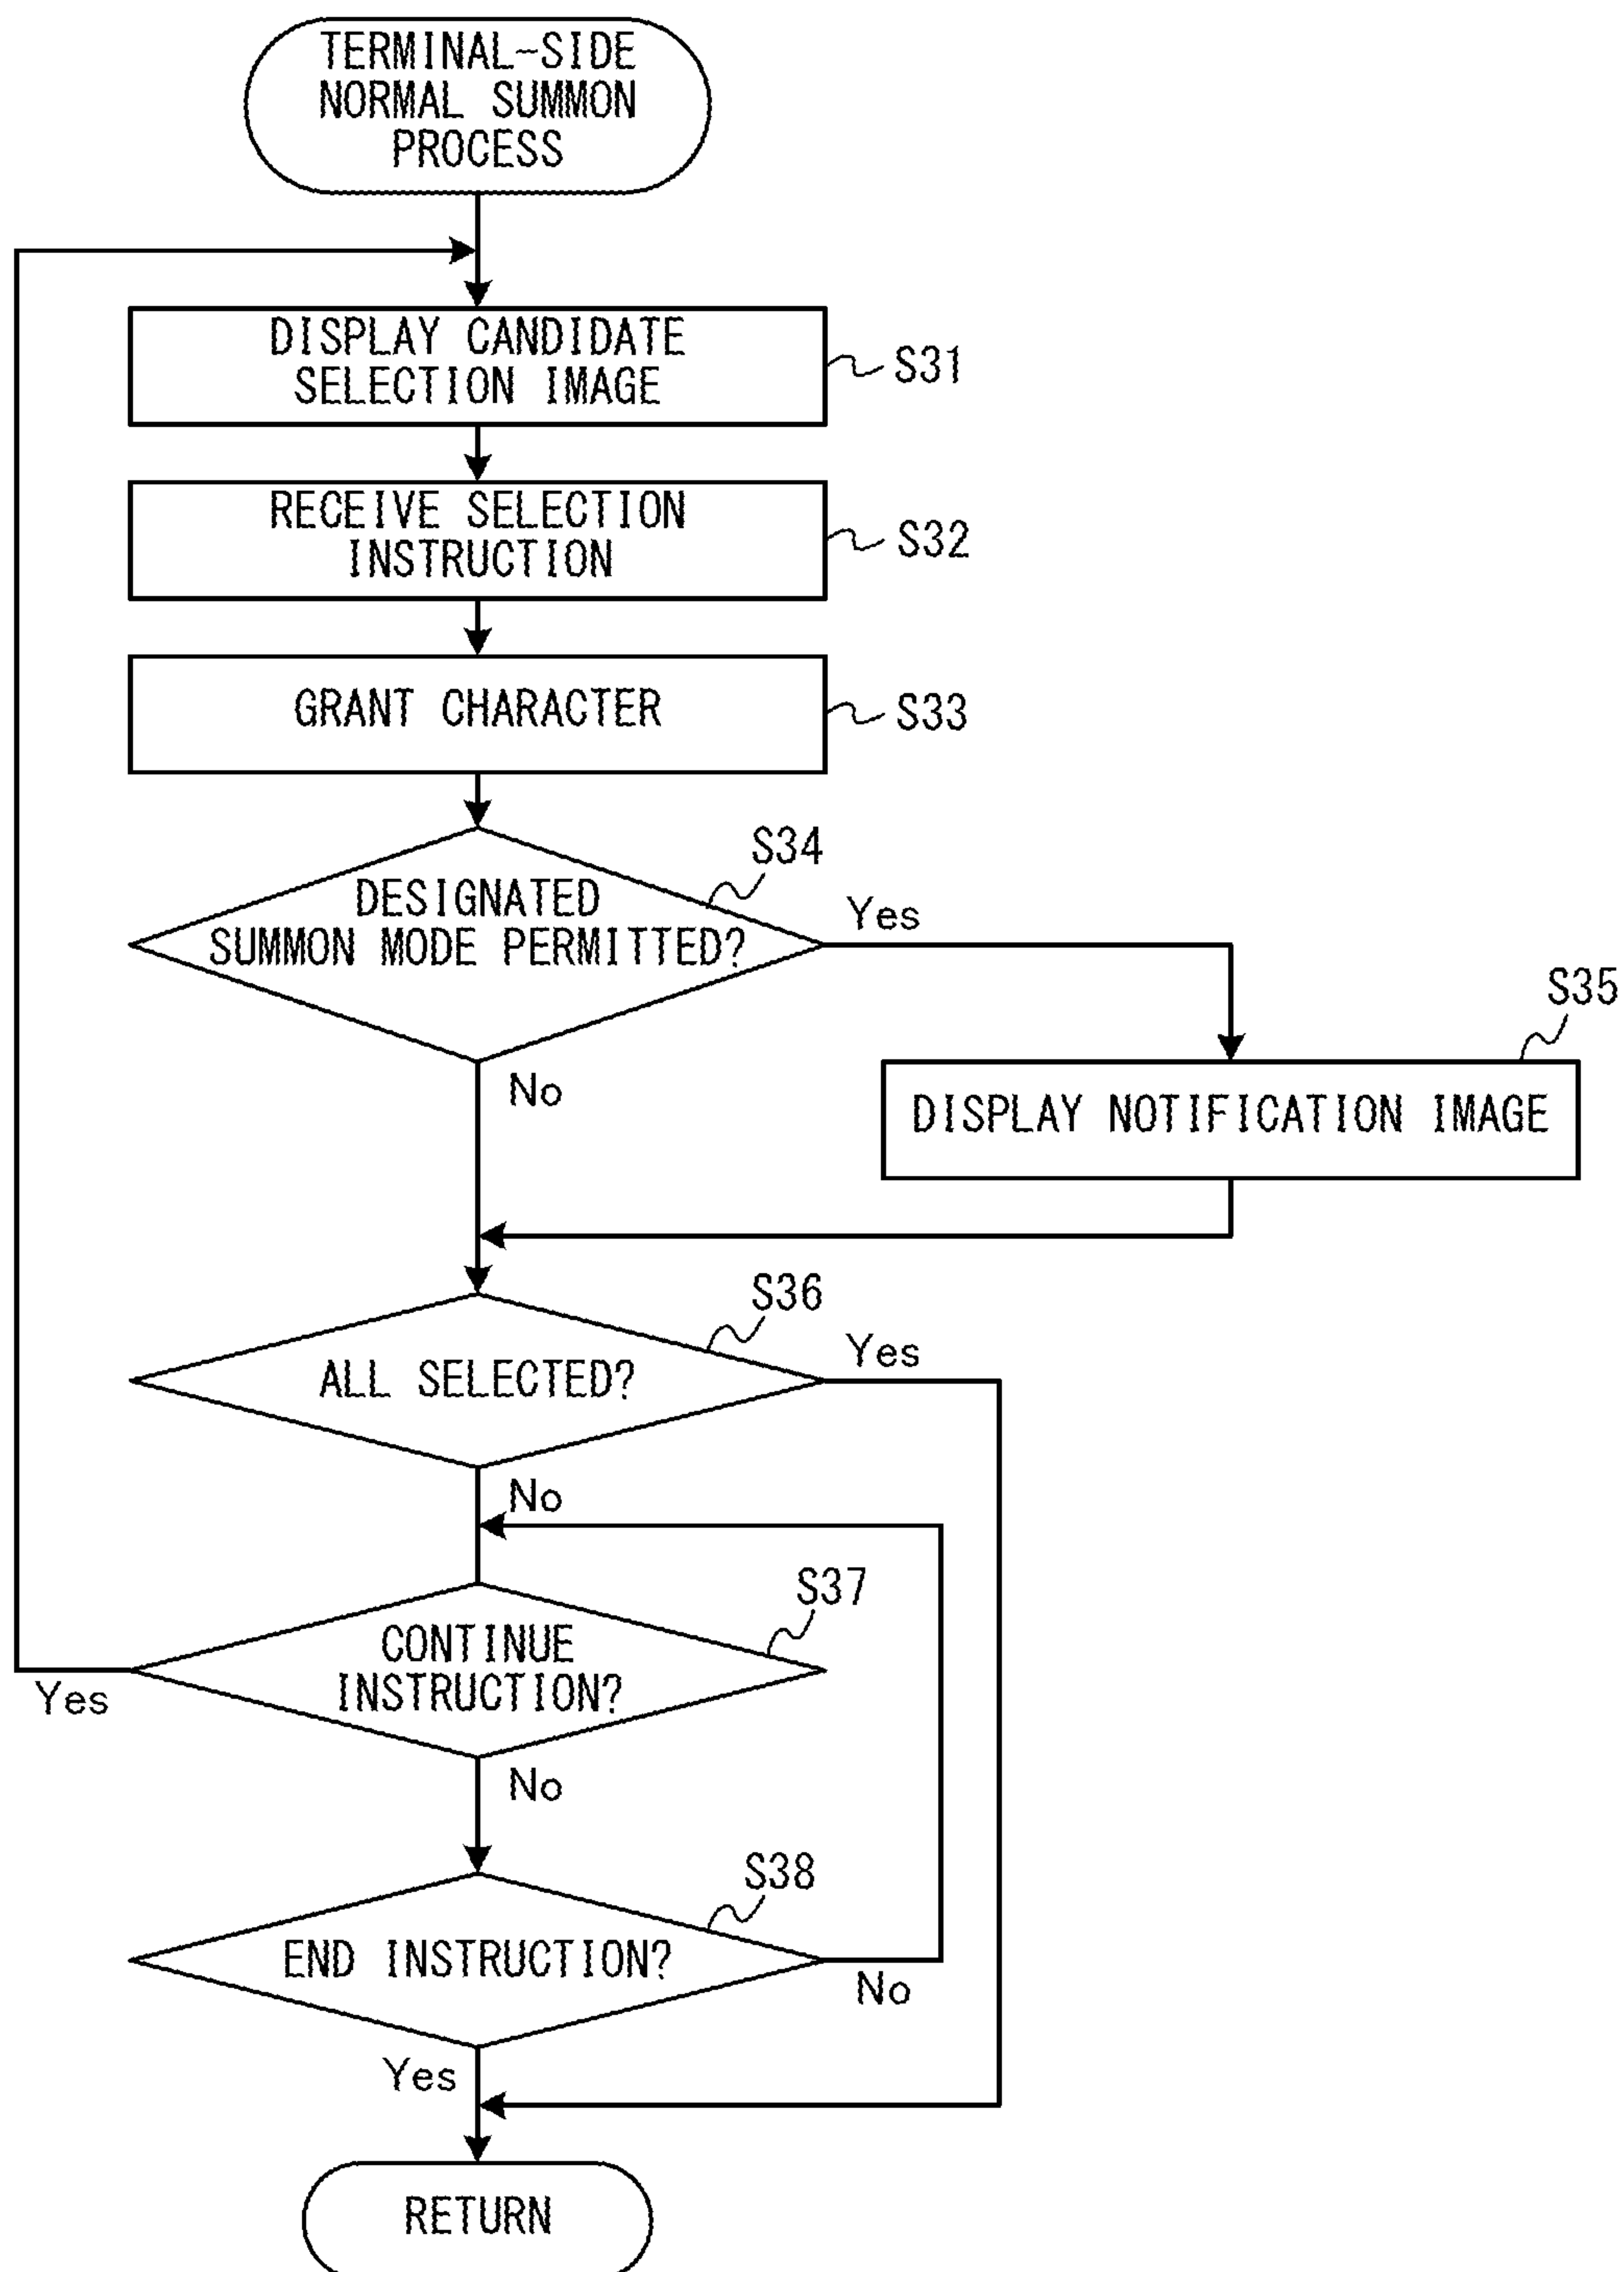 TERMINAL-SIDE
NORMAL SUMMON
PROCESS
DISPLAY CANDIDATE
SELECTION IMAGE
S31
RECEIVE SELECTION
INSTRUCTION
S32
GRANT CHARACTER
S33
S34
DESIGNATED
SUMMON MODE PERMITTED?
Yes
No
S35
DISPLAY NOTIFICATION IMAGE
S36
ALL SELECTED?
Yes
No
S37
CONTINUE
INSTRUCTION?
Yes
No
S38
END INSTRUCTION?
No
Yes
RETURN